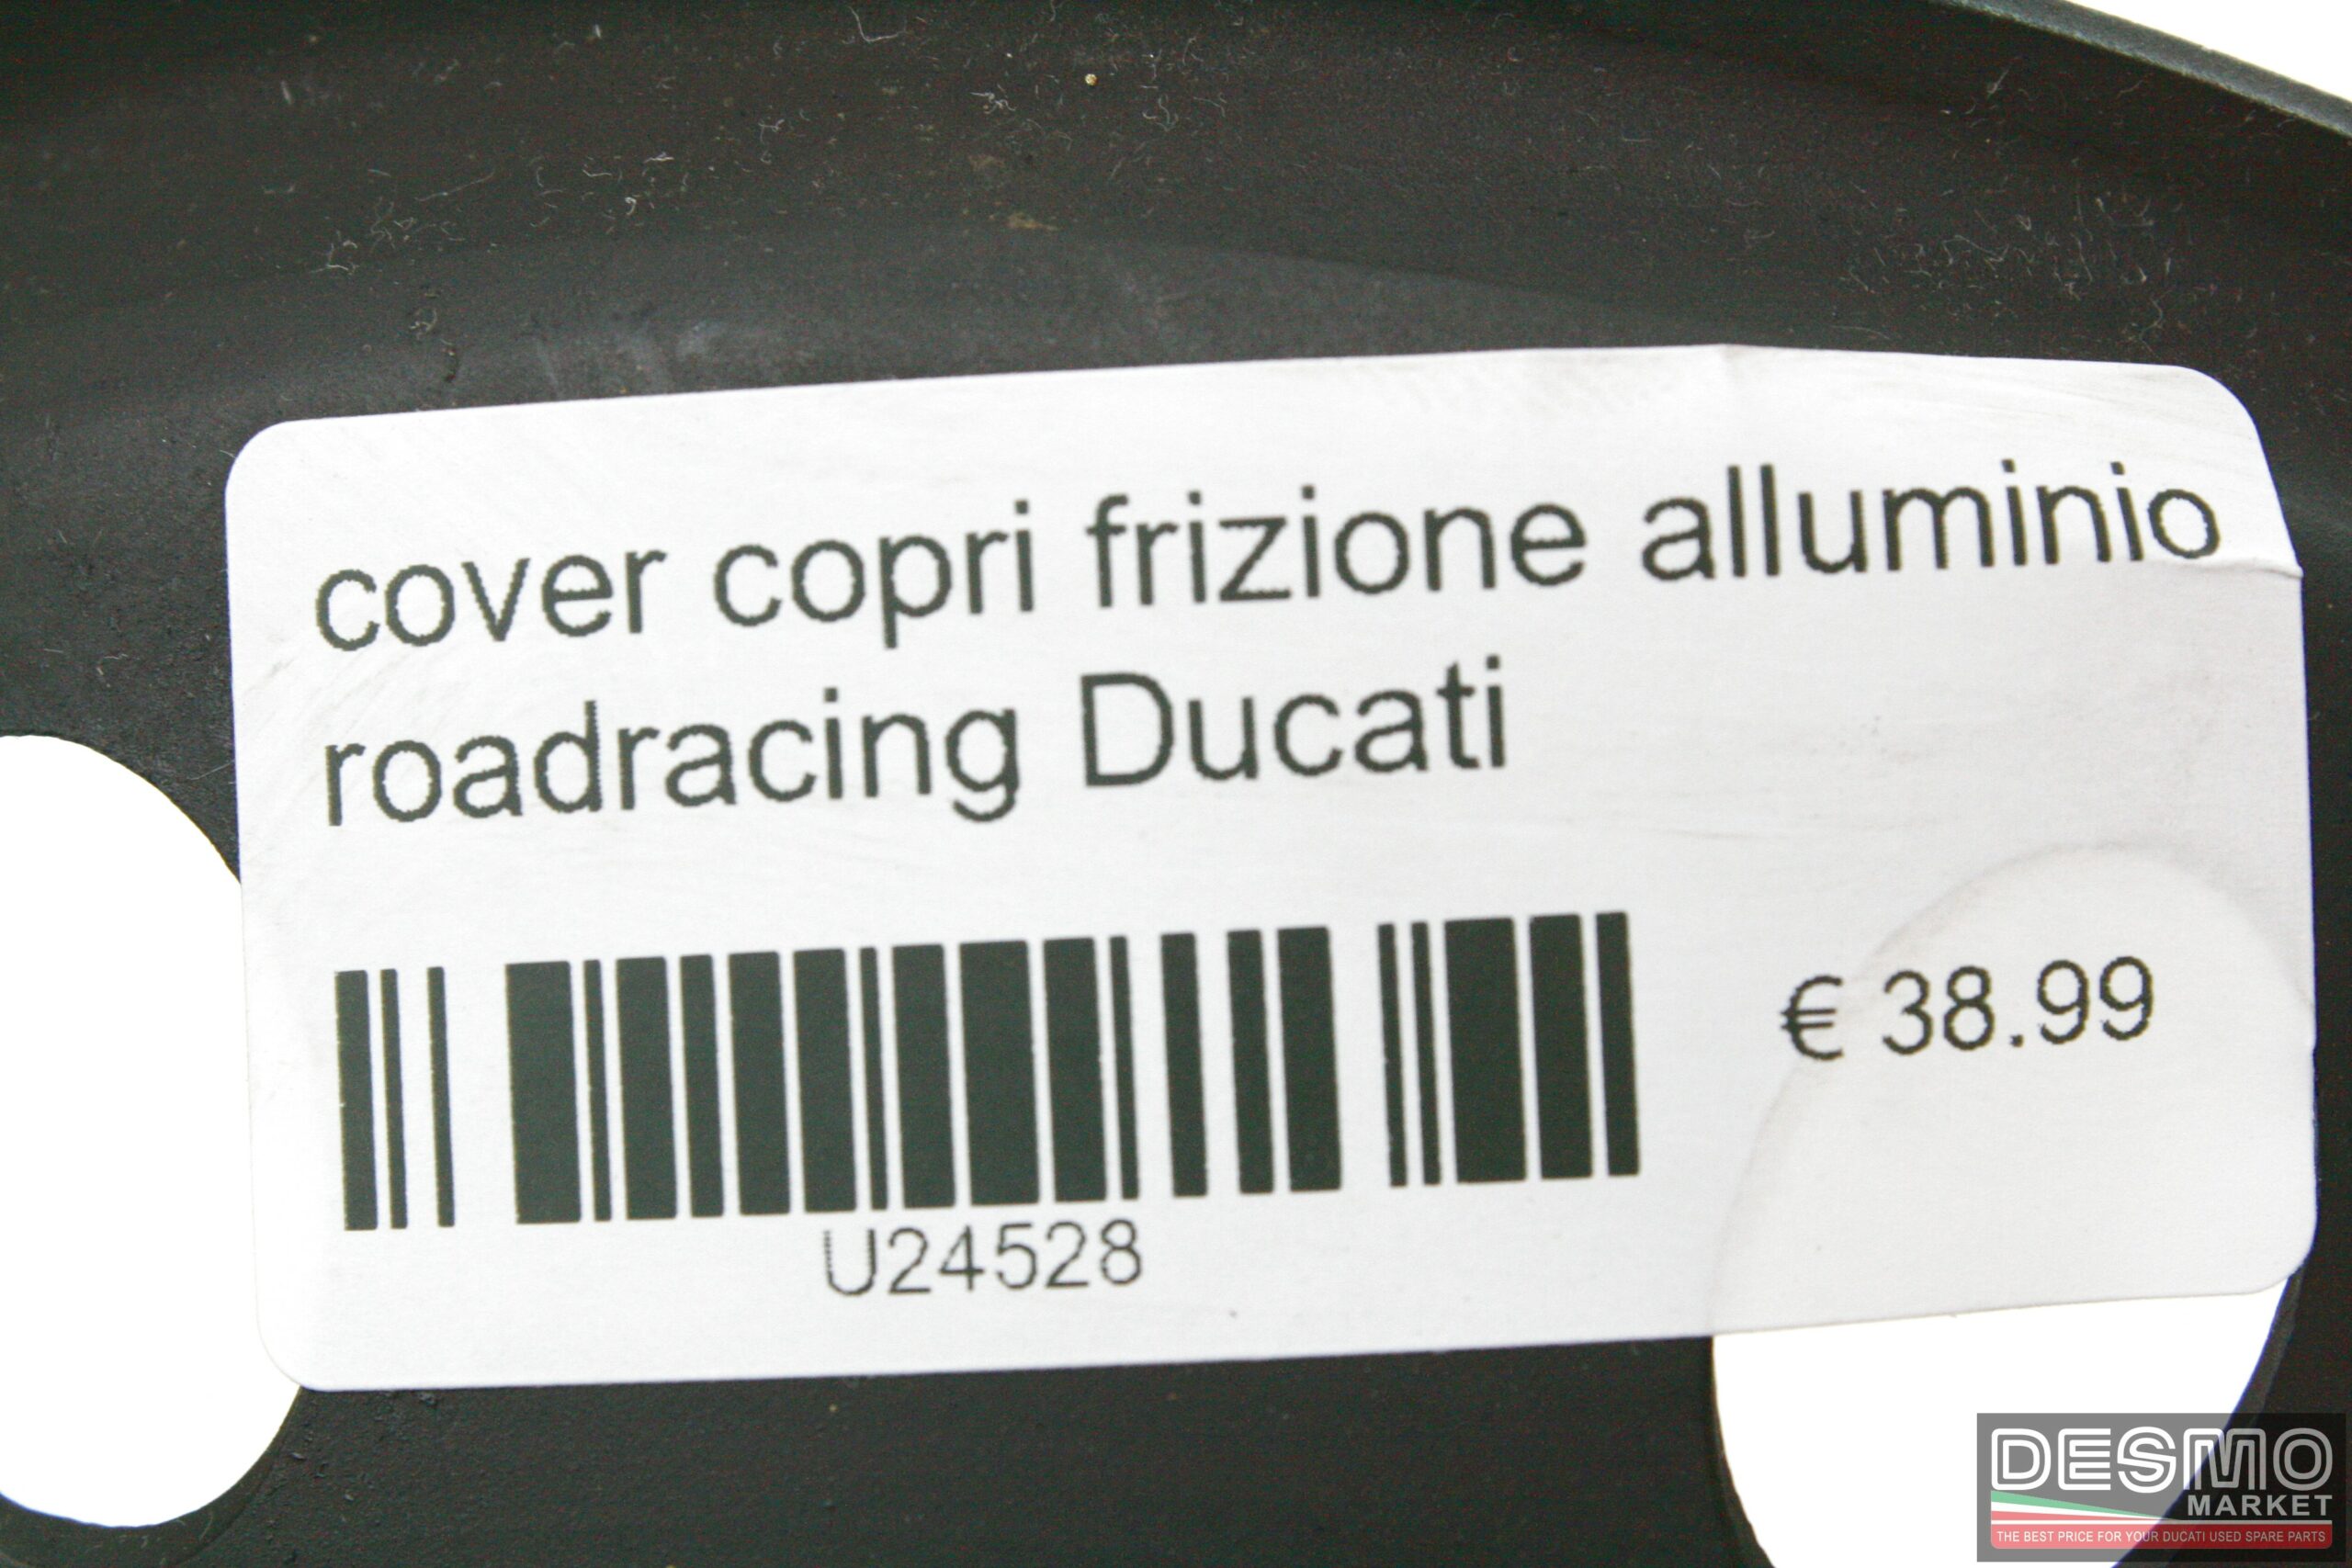 cover copri frizione alluminio
roadracing Ducati
€ 38.99
U24528
DESMO
MARKET
THE BEST PRICE FOR YOUR DUCATI USED SPARE PARTS